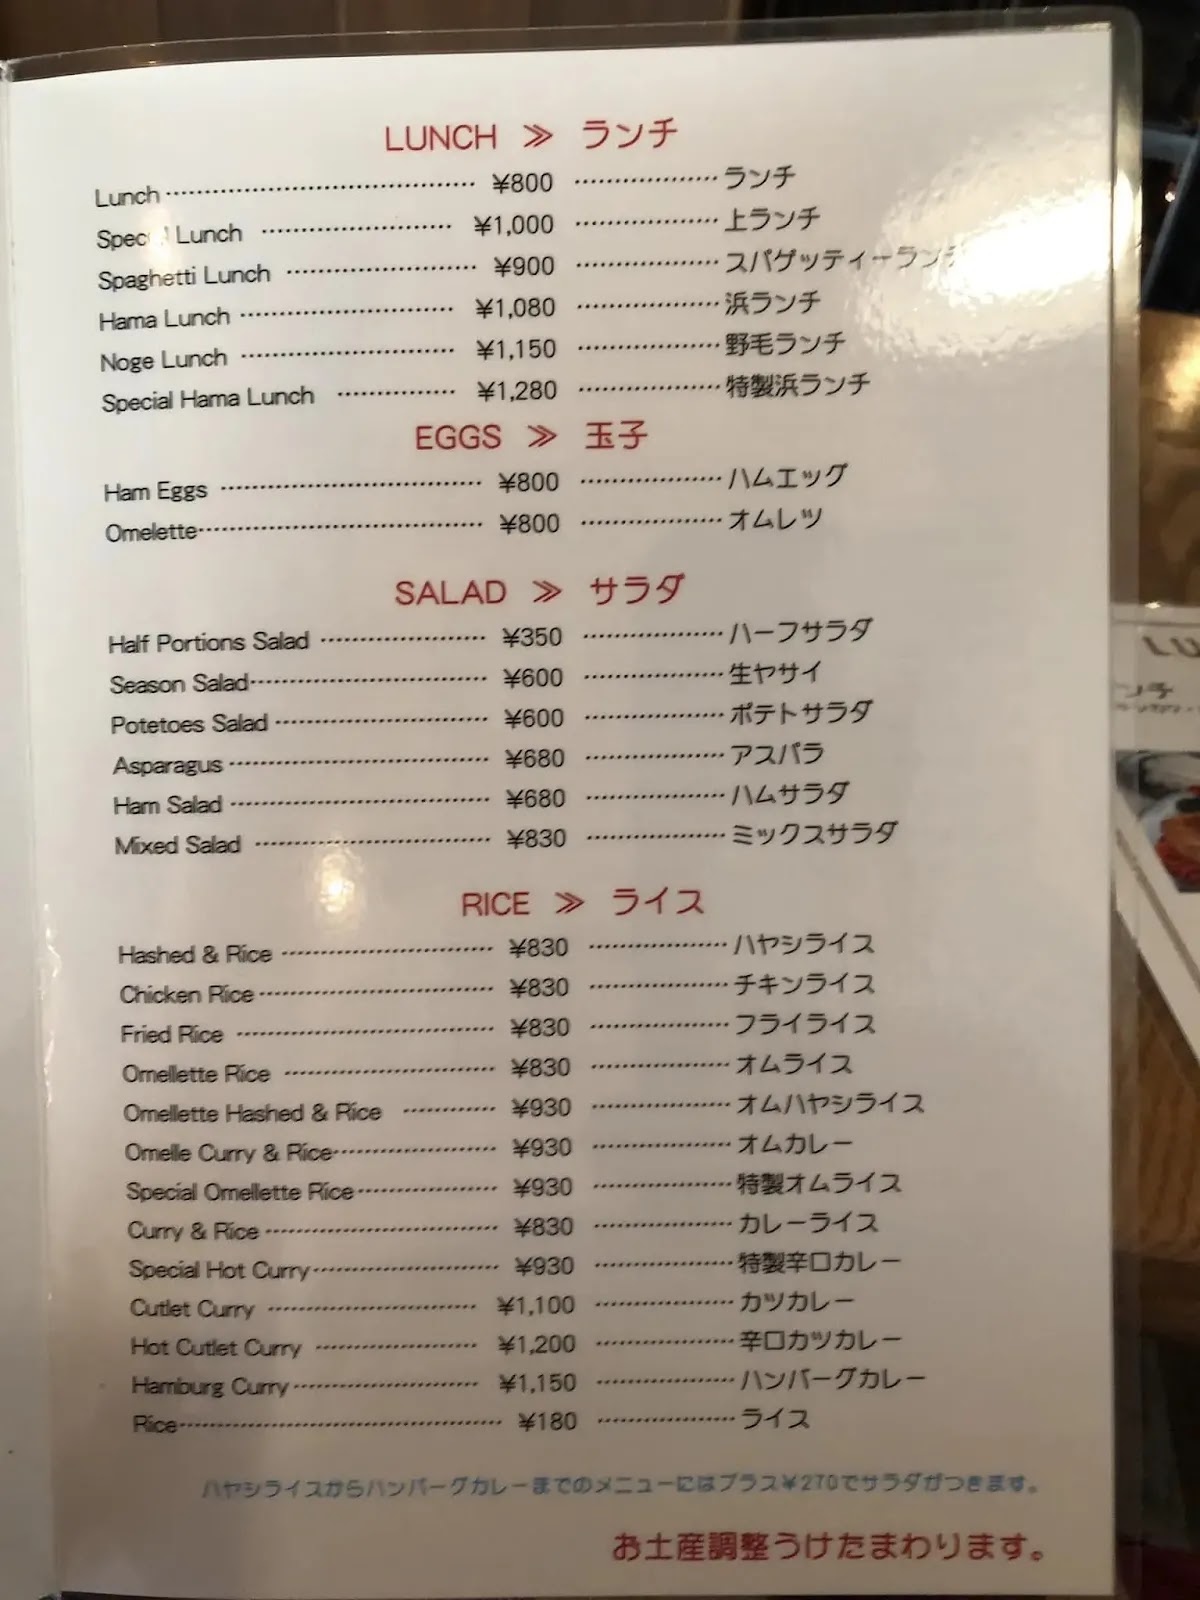 LUNCH ≫ ランチ
Lunch ¥800 ランチ
Special Lunch ¥1,000 上ランチ
Spaghetti Lunch ¥900 スパゲッティーランチ
Hama Lunch ¥1,080 浜ランチ
Noge Lunch ¥1,150 野毛ランチ
Special Hama Lunch ¥1,280 特製浜ランチ
EGGS ≫ 玉子
Ham Eggs ¥800 ハムエッグ
Omelette ¥800 オムレツ
SALAD ≫ サラダ
Half Portions Salad ¥350 ハーフサラダ
Season Salad ¥600 生ヤサイ
Potetoes Salad ¥600 ポテトサラダ
Asparagus ¥680 アスパラ
Ham Salad ¥680 ハムサラダ
Mixed Salad ¥830 ミックスサラダ
RICE ≫ ライス
Hashed & Rice ¥830 ハヤシライス
Chicken Rice ¥830 チキンライス
Fried Rice ¥830 フライライス
Omellette Rice ¥830 オムライス
Omellette Hashed & Rice ¥930 オムハヤシライス
Omelle Curry & Rice ¥930 オムカレー
Special Omellette Rice ¥930 特製オムライス
Curry & Rice ¥830 カレーライス
Special Hot Curry ¥930 特製辛口カレー
Cutlet Curry ¥1,100 カツカレー
Hot Cutlet Curry ¥1,200 辛口カツカレー
Hamburg Curry ¥1,150 ハンバーグカレー
Rice ¥180 ライス
ハヤシライスからハンバーグカレーまでのメニューにはプラス¥270でサラダがつきます。
お土産調整うけたまわります。